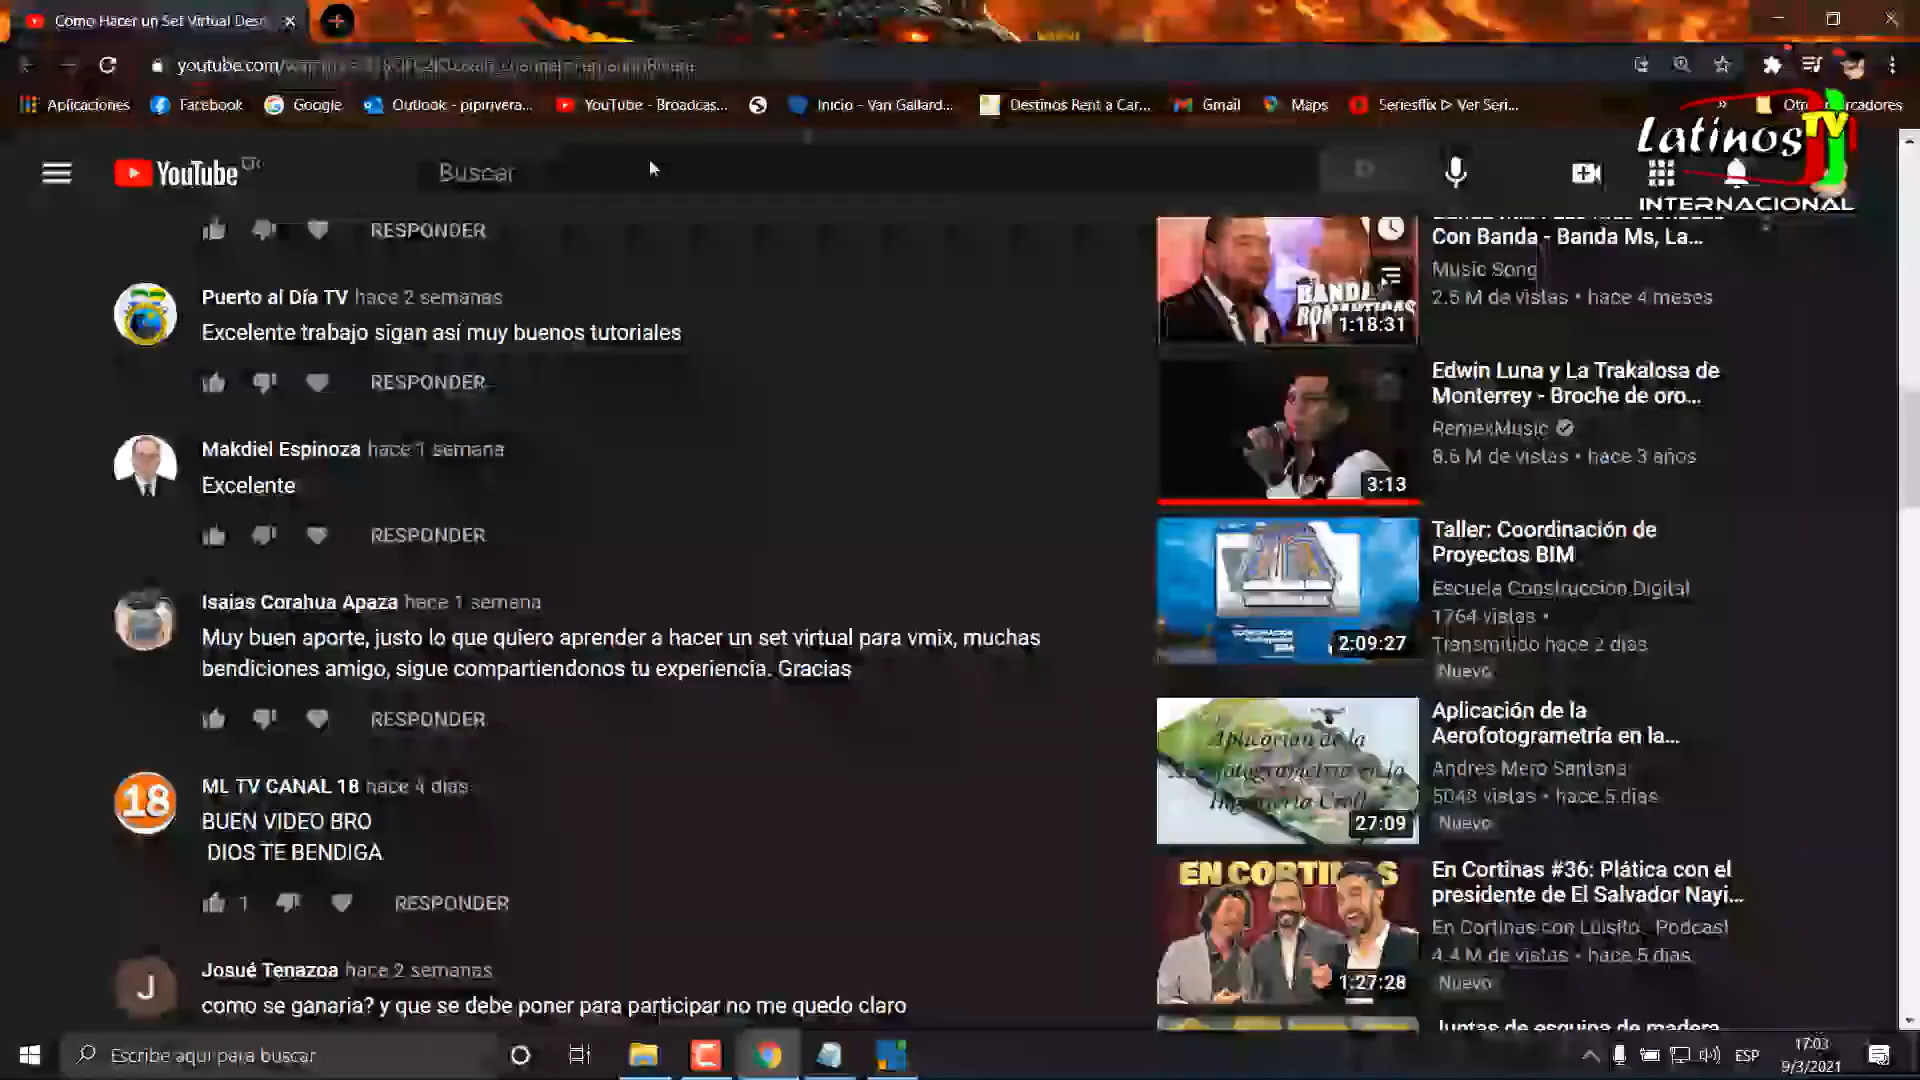 Como Hacer un Set Virtual Desd
youtube.com/
Aplicaciones
Facebook
Google
Outlook - pipirivera...
YouTube - Broadcas...
Inicio - Van Gallard...
Destinos Rent a Car...
Gmail
Maps
Seriesflix ▷ Ver Seri...
»
Latinos TV
INTERNACIONAL
YouTube
Buscar
RESPONDER
Puerto al Día TV hace 2 semanas
Excelente trabajo sigan así muy buenos tutoriales
RESPONDER
Makdiel Espinoza hace 1 semana
Excelente
RESPONDER
Isaias Corahua Apaza hace 1 semana
Muy buen aporte, justo lo que quiero aprender a hacer un set virtual para vmix, muchas
bendiciones amigo, sigue compartiendonos tu experiencia. Gracias
RESPONDER
18
ML TV CANAL 18 hace 4 días
BUEN VIDEO BRO
DIOS TE BENDIGA
1 RESPONDER
J
Josué Tenazoa hace 2 semanas
como se ganaria? y que se debe poner para participar no me quedo claro
Con Banda - Banda Ms, La...
Music Song
2.5 M de vistas • hace 4 meses
BANDA
1:18:31
Edwin Luna y La Trakalosa de
Monterrey - Broche de oro...
RemexMusic
8.6 M de vistas • hace 3 años
3:13
Taller: Coordinación de
Proyectos BIM
Escuela Construcción Digital
1764 vistas •
Transmitido hace 2 días
Nuevo
2:09:27
Aplicación de la
Aerofotogrametría en la...
Andres Mero Santana
5043 vistas • hace 5 días
Nuevo
Aplicación de la
27:09
En Cortinas #36: Plática con el
presidente de El Salvador Nayi...
En Cortinas con Luisito - Podcast
4.4 M de vistas • hace 5 días
Nuevo
EN CORTINAS
1:27:28
Juntas de esquina de madera
Escribe aquí para buscar
ESP
17:03
9/3/2021